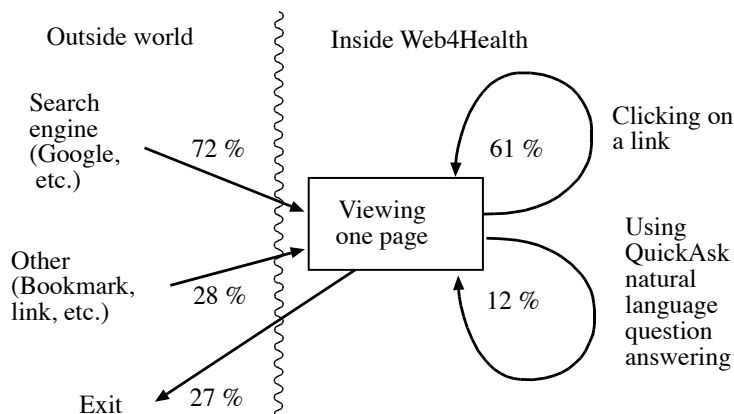 Outside world
Inside Web4Health
Search
engine
(Google,
etc.)
72 %
61 %
Clicking on
a link
Viewing
one page
Other
(Bookmark,
link, etc.)
28 %
12 %
Using
QuickAsk
natural
language
question
answering
Exit
27 %